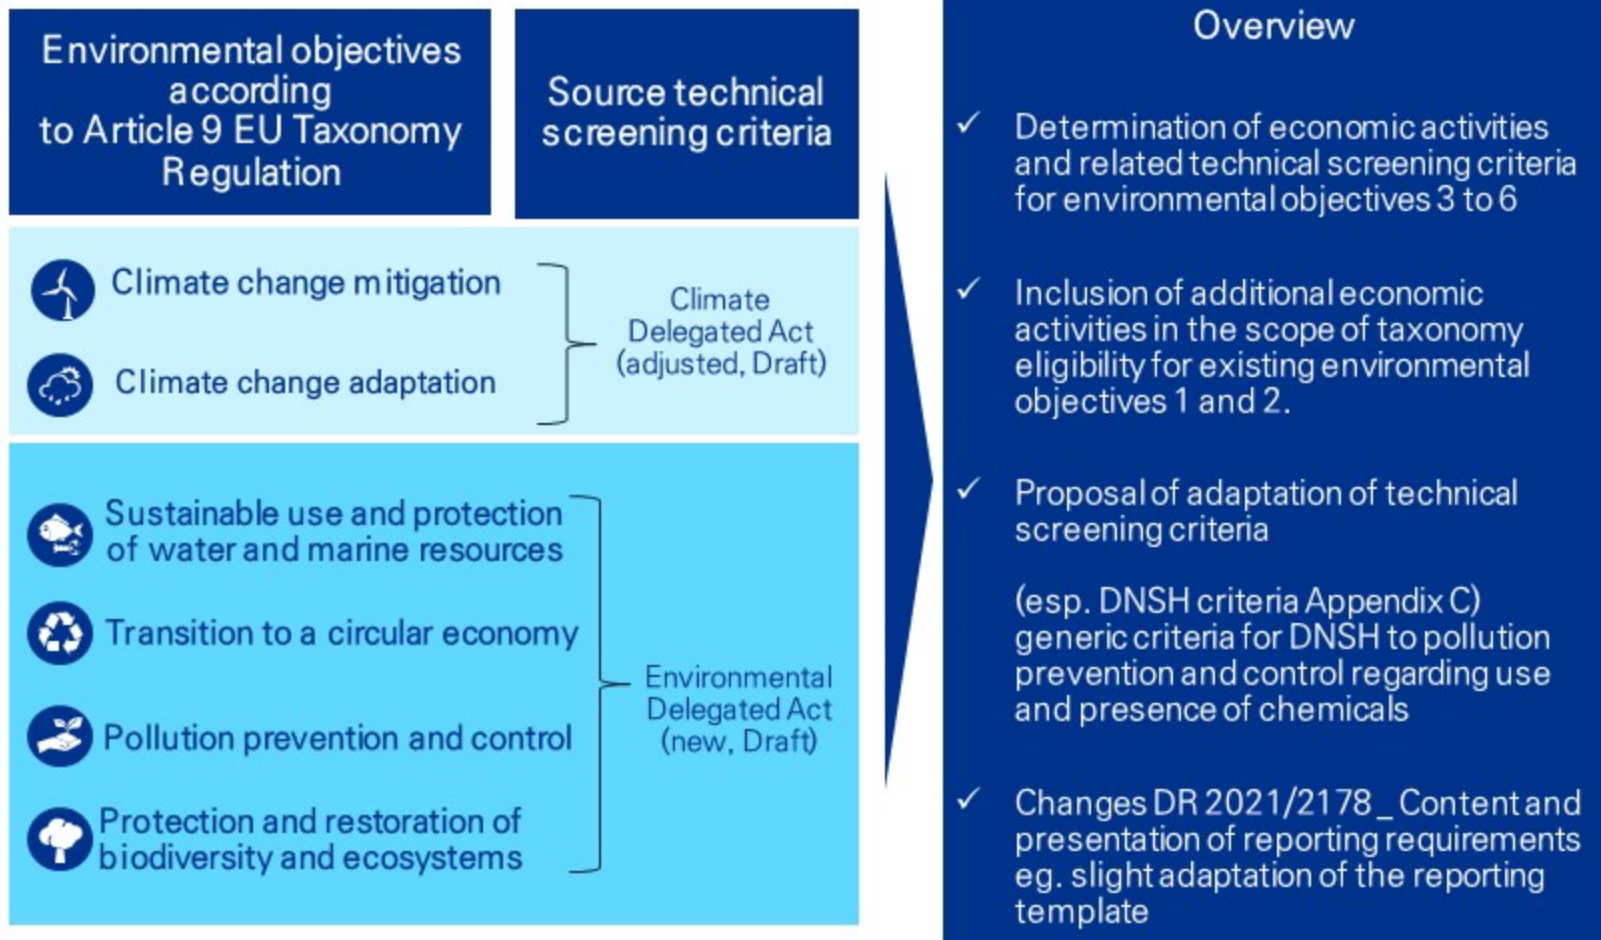 Environmental objectives
according
to Article 9 EU Taxonomy
Regulation
Source technical
screening criteria
Climate change mitigation
Climate change adaptation
Climate
Delegated Act
(adjusted, Draft)
Sustainable use and protection
of water and marine resources
Transition to a circular economy
Pollution prevention and control
Protection and restoration of
biodiversity and ecosystems
Environmental
Delegated Act
(new, Draft)
Overview
✓ Determination of economic activities
and related technical screening criteria
for environmental objectives 3 to 6
✓ Inclusion of additional economic
activities in the scope of taxonomy
eligibility for existing environmental
objectives 1 and 2.
✓ Proposal of adaptation of technical
screening criteria
(esp. DNSH criteria Appendix C)
generic criteria for DNSH to pollution
prevention and control regarding use
and presence of chemicals
✓ Changes DR 2021/2178 _ Content and
presentation of reporting requirements
eg. slight adaptation of the reporting
template